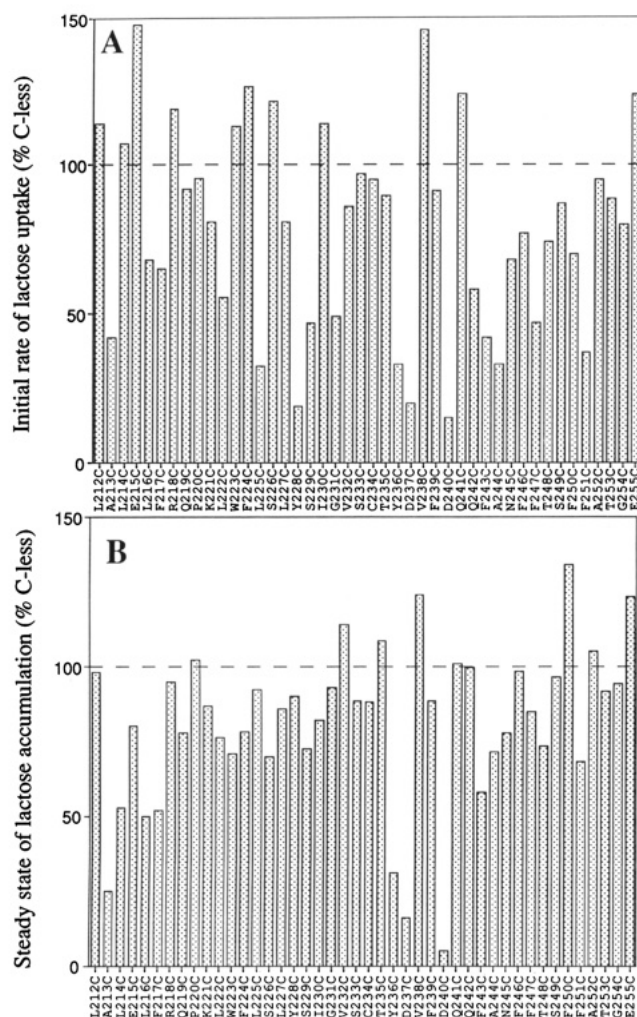 Initial rate of lactose uptake (% C-less)
A
150
100
50
0
L212C
A213C
L214C
E215C
L216C
F217C
R218C
Q219C
P220C
K221C
L222C
W223C
F224C
L225C
S226C
L227C
Y228C
S229C
I230C
G231C
V232C
S233C
C234C
T235C
Y236C
D237C
V238C
F239C
D240C
Q241C
Q242C
F243C
A244C
N245C
F246C
F247C
T248C
S249C
F250C
F251C
A252C
T253C
G254C
E255C
Steady state of lactose accumulation (% C-less)
B
150
100
50
0
L212C
A213C
L214C
E215C
L216C
F217C
R218C
Q219C
P220C
K221C
L222C
W223C
F224C
L225C
S226C
L227C
Y228C
S229C
I230C
G231C
V232C
S233C
C234C
T235C
Y236C
D237C
V238C
F239C
D240C
Q241C
Q242C
F243C
A244C
N245C
F246C
F247C
T248C
S249C
F250C
F251C
A252C
T253C
G254C
E255C